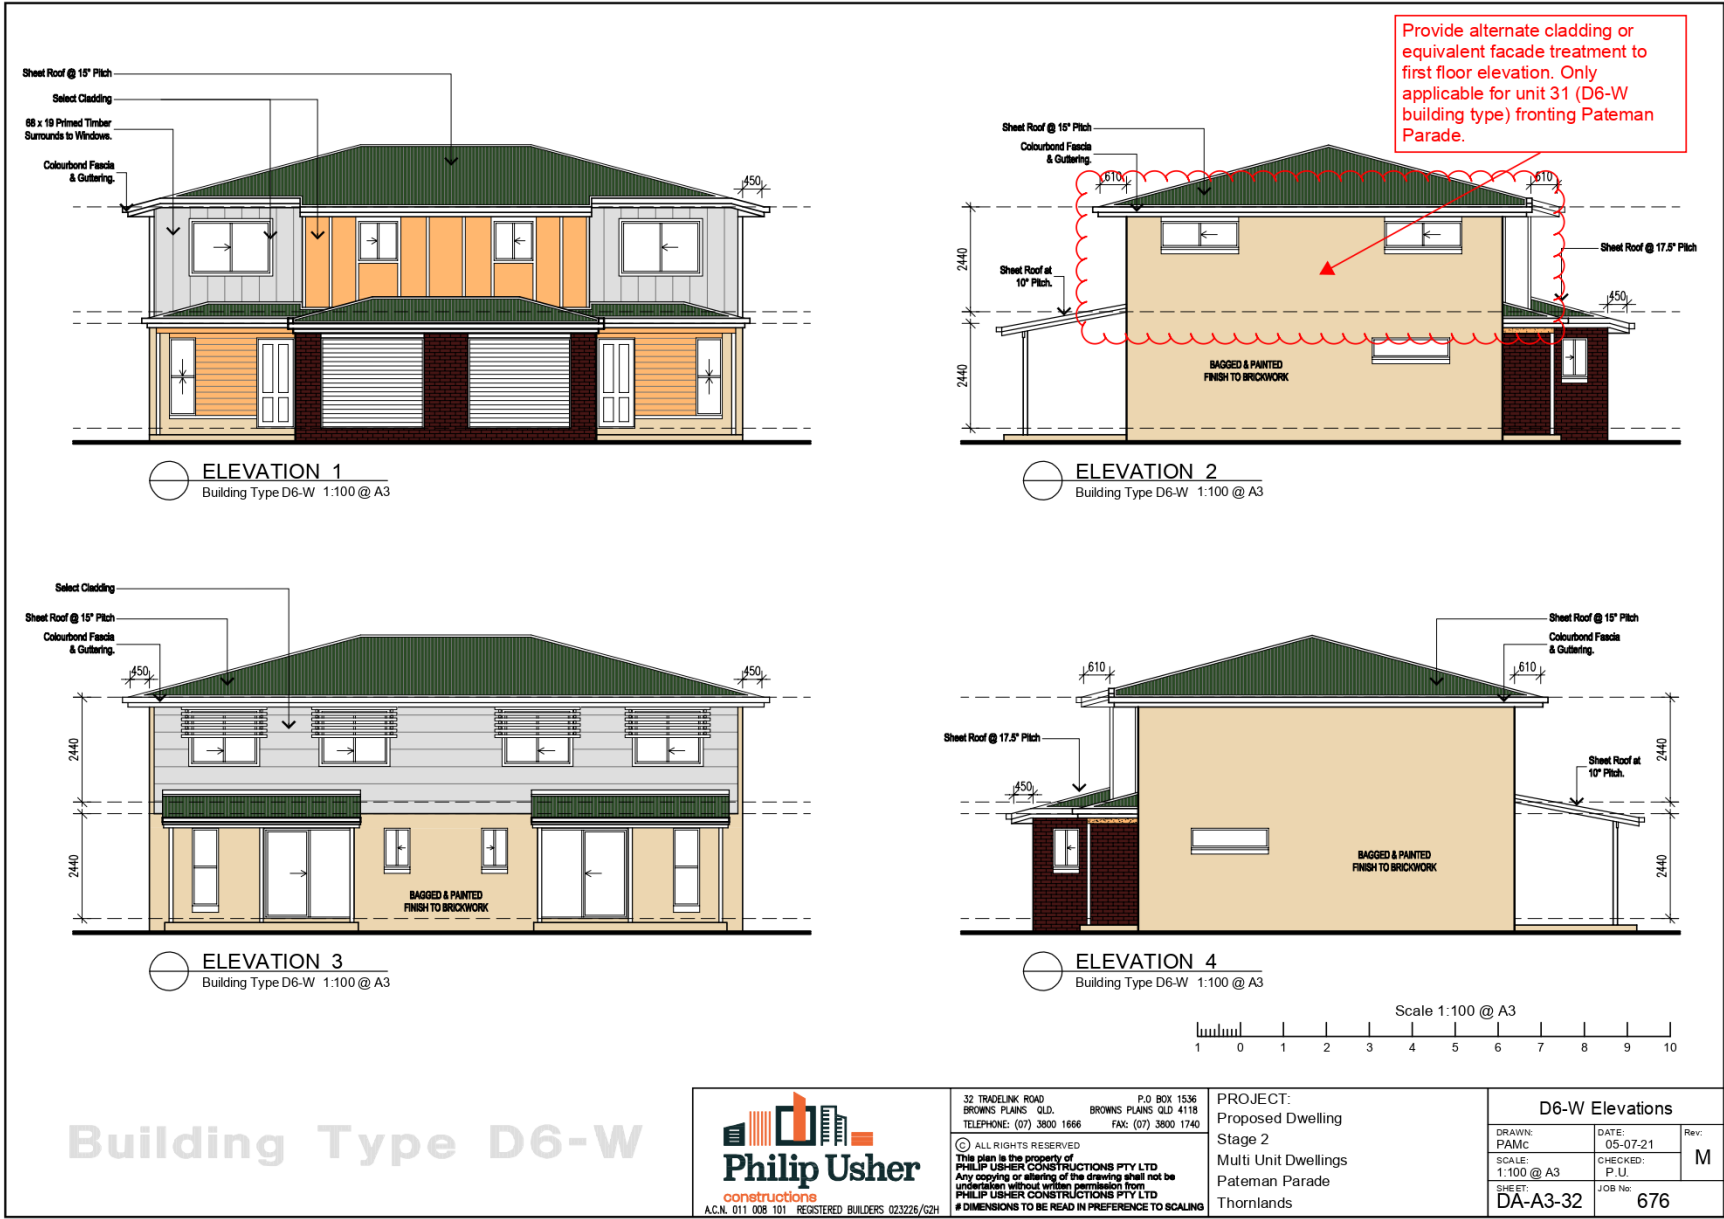 Provide alternate cladding or
equivalent facade treatment to
first floor elevation. Only
applicable for unit 31 (D6-W
building type) fronting Pateman
Parade.
Sheet Roof @ 15° Pitch
Select Cladding
68 x 19 Primed Timber
Surrounds to Windows.
Colourbond Fascia
& Guttering.
450
ELEVATION 1
Building Type D6-W 1:100 @ A3
Sheet Roof @ 15° Pitch
Colourbond Fascia
& Guttering.
610
610
2440
Sheet Roof at
10° Pitch.
Sheet Roof @ 17.5° Pitch
450
2440
BAGGED & PAINTED
FINISH TO BRICKWORK
ELEVATION 2
Building Type D6-W 1:100 @ A3
Select Cladding
Sheet Roof @ 15° Pitch
Colourbond Fascia
& Guttering.
450
450
2440
2440
BAGGED & PAINTED
FINISH TO BRICKWORK
ELEVATION 3
Building Type D6-W 1:100 @ A3
Sheet Roof @ 15° Pitch
Colourbond Fascia
& Guttering.
610
610
Sheet Roof @ 17.5° Pitch
450
2440
Sheet Roof at
10° Pitch.
2440
BAGGED & PAINTED
FINISH TO BRICKWORK
ELEVATION 4
Building Type D6-W 1:100 @ A3
Scale 1:100 @ A3
1 0 1 2 3 4 5 6 7 8 9 10
Building Type D6-W
Philip Usher
constructions
A.C.N. 011 008 101 REGISTERED BUILDERS 023226/G2H
32 TRADELINK ROAD P.O BOX 1536
BROWNS PLAINS QLD. BROWNS PLAINS QLD 4118
TELEPHONE: (07) 3800 1666 FAX: (07) 3800 1740
© ALL RIGHTS RESERVED
This plan is the property of
PHILIP USHER CONSTRUCTIONS PTY LTD
Any copying or altering of the drawing shall not be
undertaken without written permission from
PHILIP USHER CONSTRUCTIONS PTY LTD
# DIMENSIONS TO BE READ IN PREFERENCE TO SCALING
PROJECT:
Proposed Dwelling
Stage 2
Multi Unit Dwellings
Pateman Parade
Thornlands
D6-W Elevations
DRAWN:
PAMc
DATE:
05-07-21
Rev:
M
SCALE:
1:100 @ A3
CHECKED:
P.U.
SHEET:
DA-A3-32
JOB No:
676